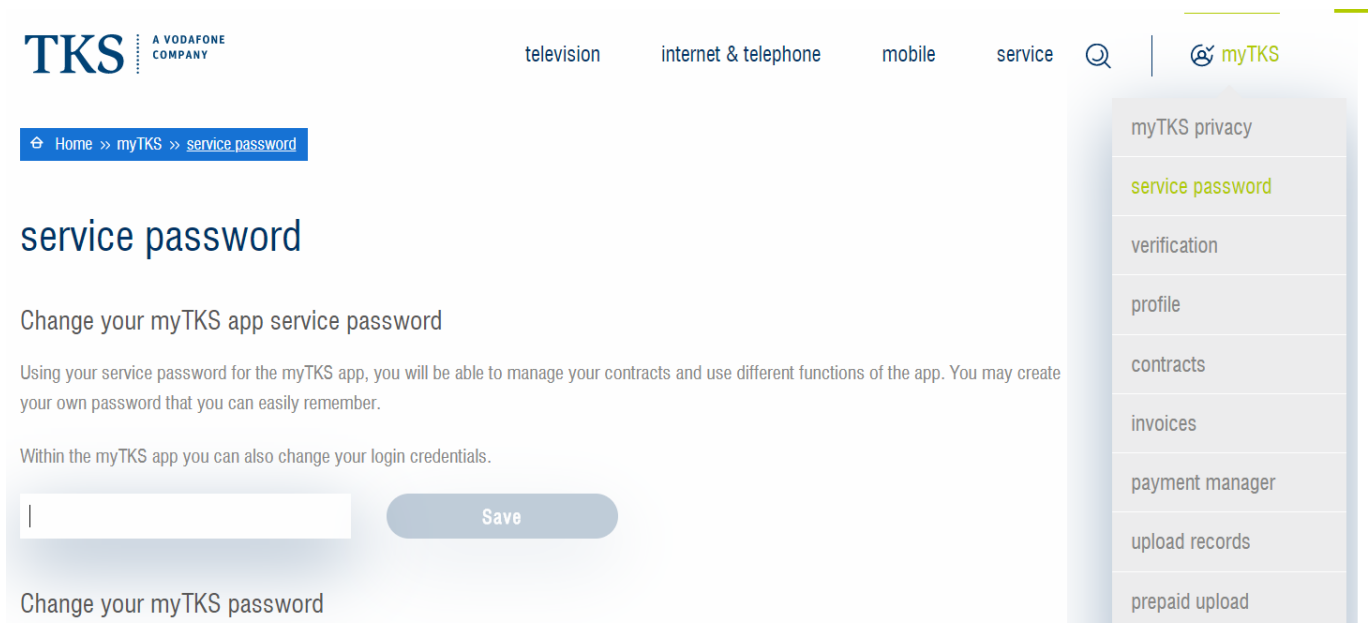 TKS
A VODAFONE
COMPANY
television
internet & telephone
mobile
service
myTKS
Home » myTKS » service password
service password
Change your myTKS app service password
Using your service password for the myTKS app, you will be able to manage your contracts and use different functions of the app. You may create
your own password that you can easily remember.
Within the myTKS app you can also change your login credentials.
Save
Change your myTKS password
myTKS privacy
service password
verification
profile
contracts
invoices
payment manager
upload records
prepaid upload